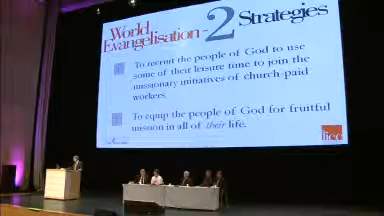 World
Evangelisation - 2 Strategies
To recruit the people of God to use
some of their leisure time to join the
missionary initiatives of church-paid
workers.
To equip the people of God for fruitful
mission in all of their life.
licc